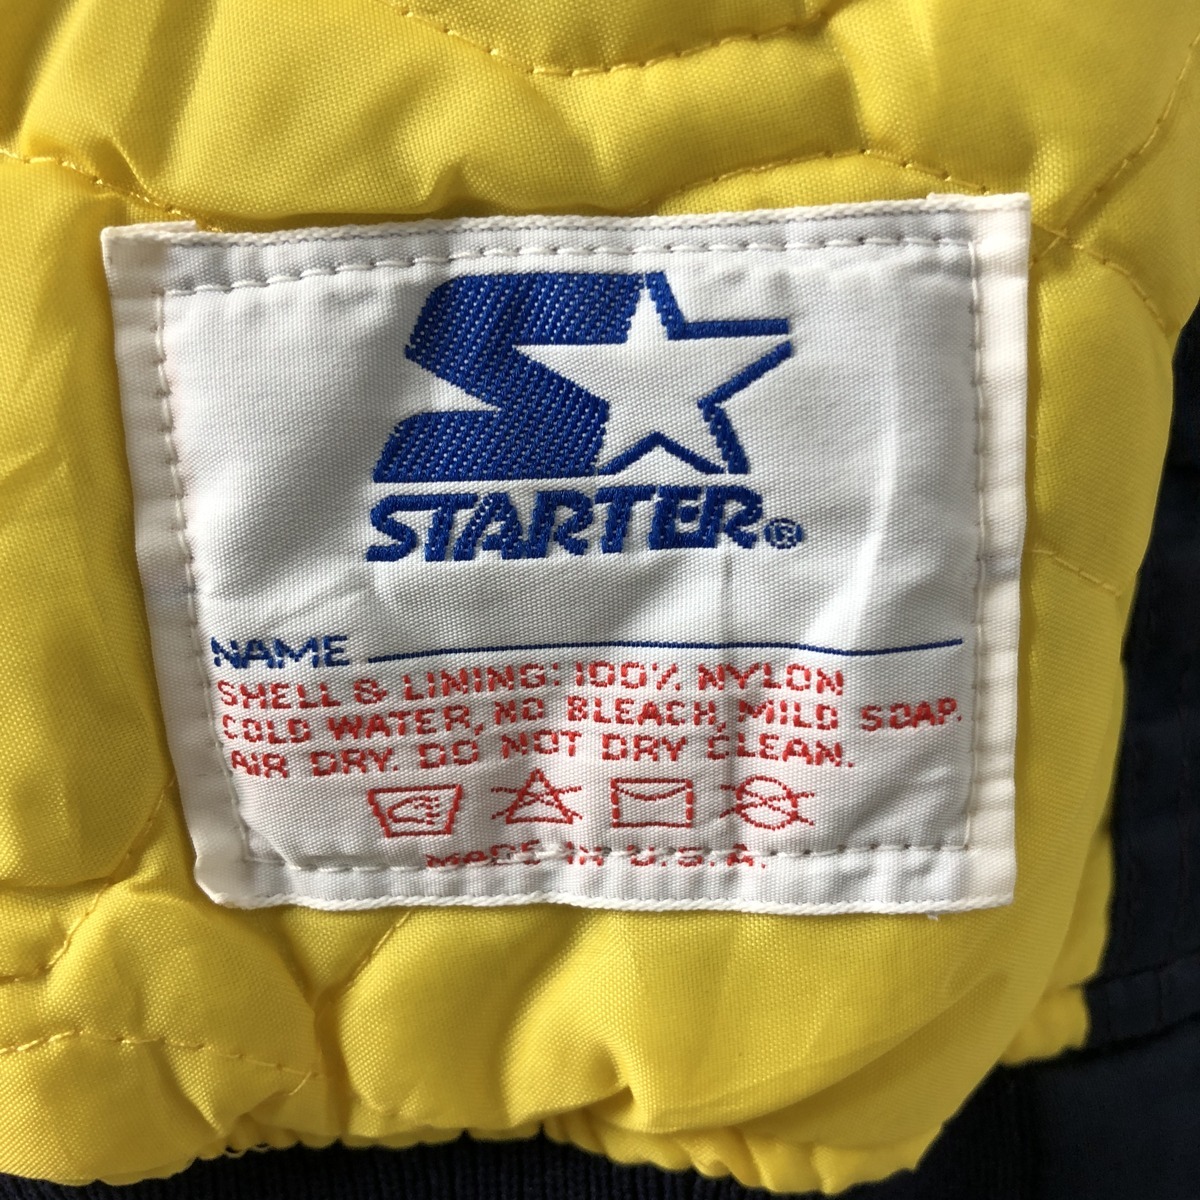 STARTER®
NAME
SHELL & LINING: 100% NYLON
COLD WATER, NO BLEACH, MILD SOAP.
AIR DRY. DO NOT DRY CLEAN.
MADE IN U.S.A.